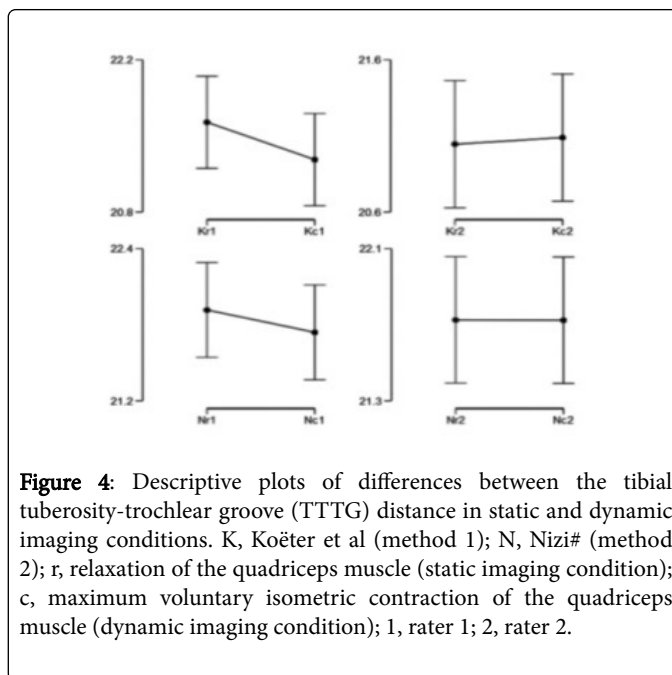 22.2 21.6
20.8 20.6
Kr1 Kc1 Kr2 Kc2
22.4 22.1
21.2 21.3
Nr1 Nc1 Nr2 Nc2
Figure 4: Descriptive plots of differences between the tibial
tuberosity-trochlear groove (TTTG) distance in static and dynamic
imaging conditions. K, Koëter et al (method 1); N, Nizi# (method
2); r, relaxation of the quadriceps muscle (static imaging condition);
c, maximum voluntary isometric contraction of the quadriceps
muscle (dynamic imaging condition); 1, rater 1; 2, rater 2.